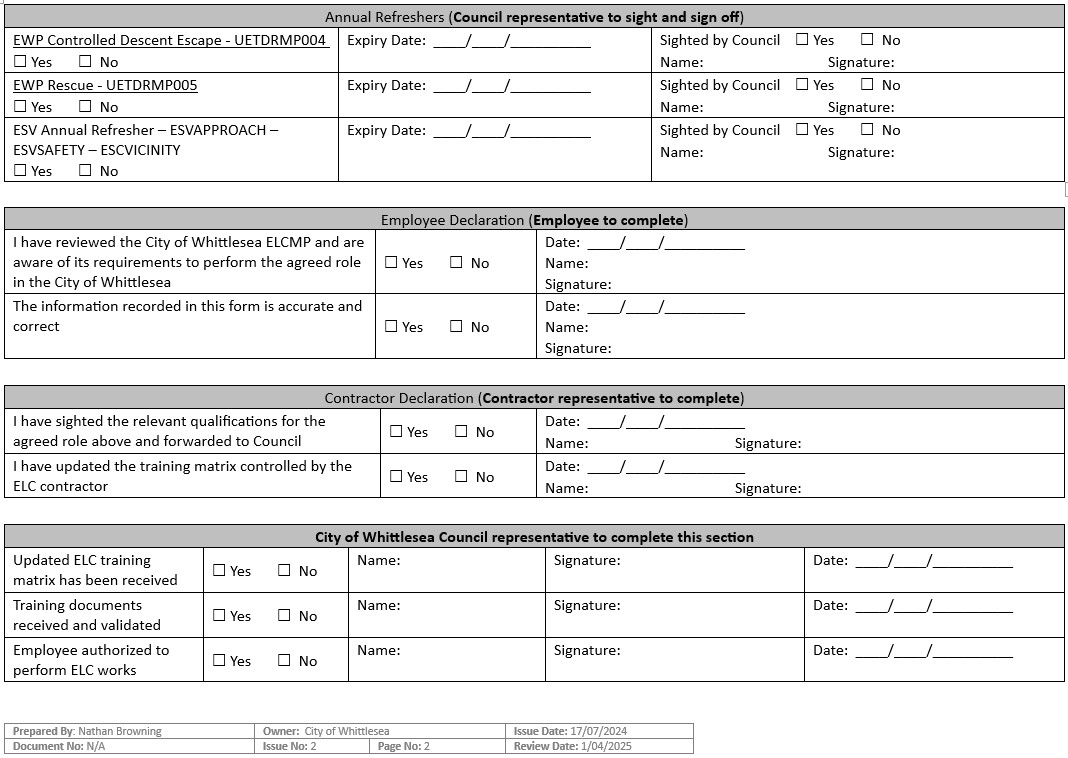 Annual Refreshers (Council representative to sight and sign off)
EWP Controlled Descent Escape - UETDRMP004
☐ Yes ☐ No
Expiry Date: ____/____/__________
Sighted by Council ☐ Yes ☐ No
Name: Signature:
EWP Rescue - UETDRMP005
☐ Yes ☐ No
Expiry Date: ____/____/__________
Sighted by Council ☐ Yes ☐ No
Name: Signature:
ESV Annual Refresher – ESVAPPROACH –
ESVSAFETY – ESCVICINITY
☐ Yes ☐ No
Expiry Date: ____/____/__________
Sighted by Council ☐ Yes ☐ No
Name: Signature:
Employee Declaration (Employee to complete)
I have reviewed the City of Whittlesea ELCMP and are
aware of its requirements to perform the agreed role
in the City of Whittlesea
☐ Yes ☐ No
Date: ____/____/__________
Name:
Signature:
The information recorded in this form is accurate and
correct
☐ Yes ☐ No
Date: ____/____/__________
Name:
Signature:
Contractor Declaration (Contractor representative to complete)
I have sighted the relevant qualifications for the
agreed role above and forwarded to Council
☐ Yes ☐ No
Date: ____/____/__________
Name: Signature:
I have updated the training matrix controlled by the
ELC contractor
☐ Yes ☐ No
Date: ____/____/__________
Name: Signature:
City of Whittlesea Council representative to complete this section
Updated ELC training
matrix has been received
☐ Yes ☐ No
Name:
Signature:
Date: ____/____/__________
Training documents
received and validated
☐ Yes ☐ No
Name:
Signature:
Date: ____/____/__________
Employee authorized to
perform ELC works
☐ Yes ☐ No
Name:
Signature:
Date: ____/____/__________
Prepared By: Nathan Browning
Owner: City of Whittlesea
Issue Date: 17/07/2024
Document No: N/A
Issue No: 2
Page No: 2
Review Date: 1/04/2025